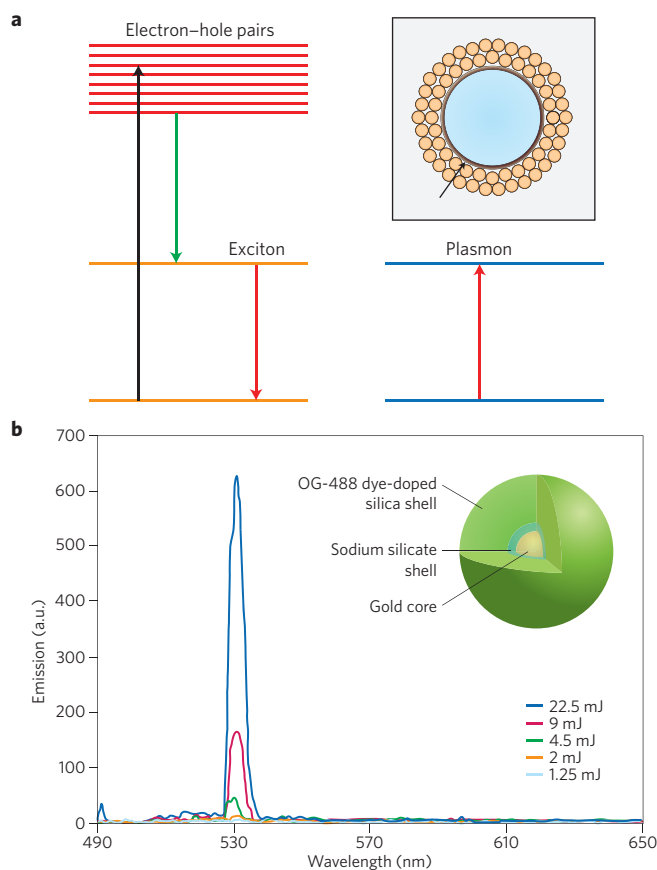 a
Electron–hole pairs
Exciton
Plasmon
b
700
600
500
400
300
200
100
0
Emission (a.u.)
OG-488 dye-doped
silica shell
Sodium silicate
shell
Gold core
22.5 mJ
9 mJ
4.5 mJ
2 mJ
1.25 mJ
490
530
570
610
650
Wavelength (nm)